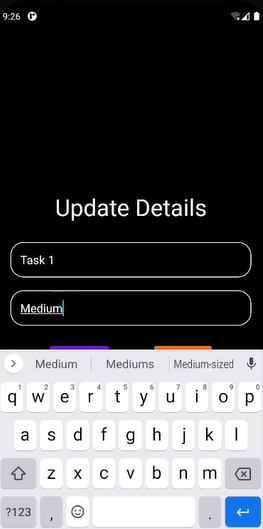 9:26
Update Details
Task 1
Medium
Medium Mediums Medium-sized
1 2 3 4 5 6 7 8 9 0
q w e r t y u i o p
a s d f g h j k l
z x c v b n m
?123 , .